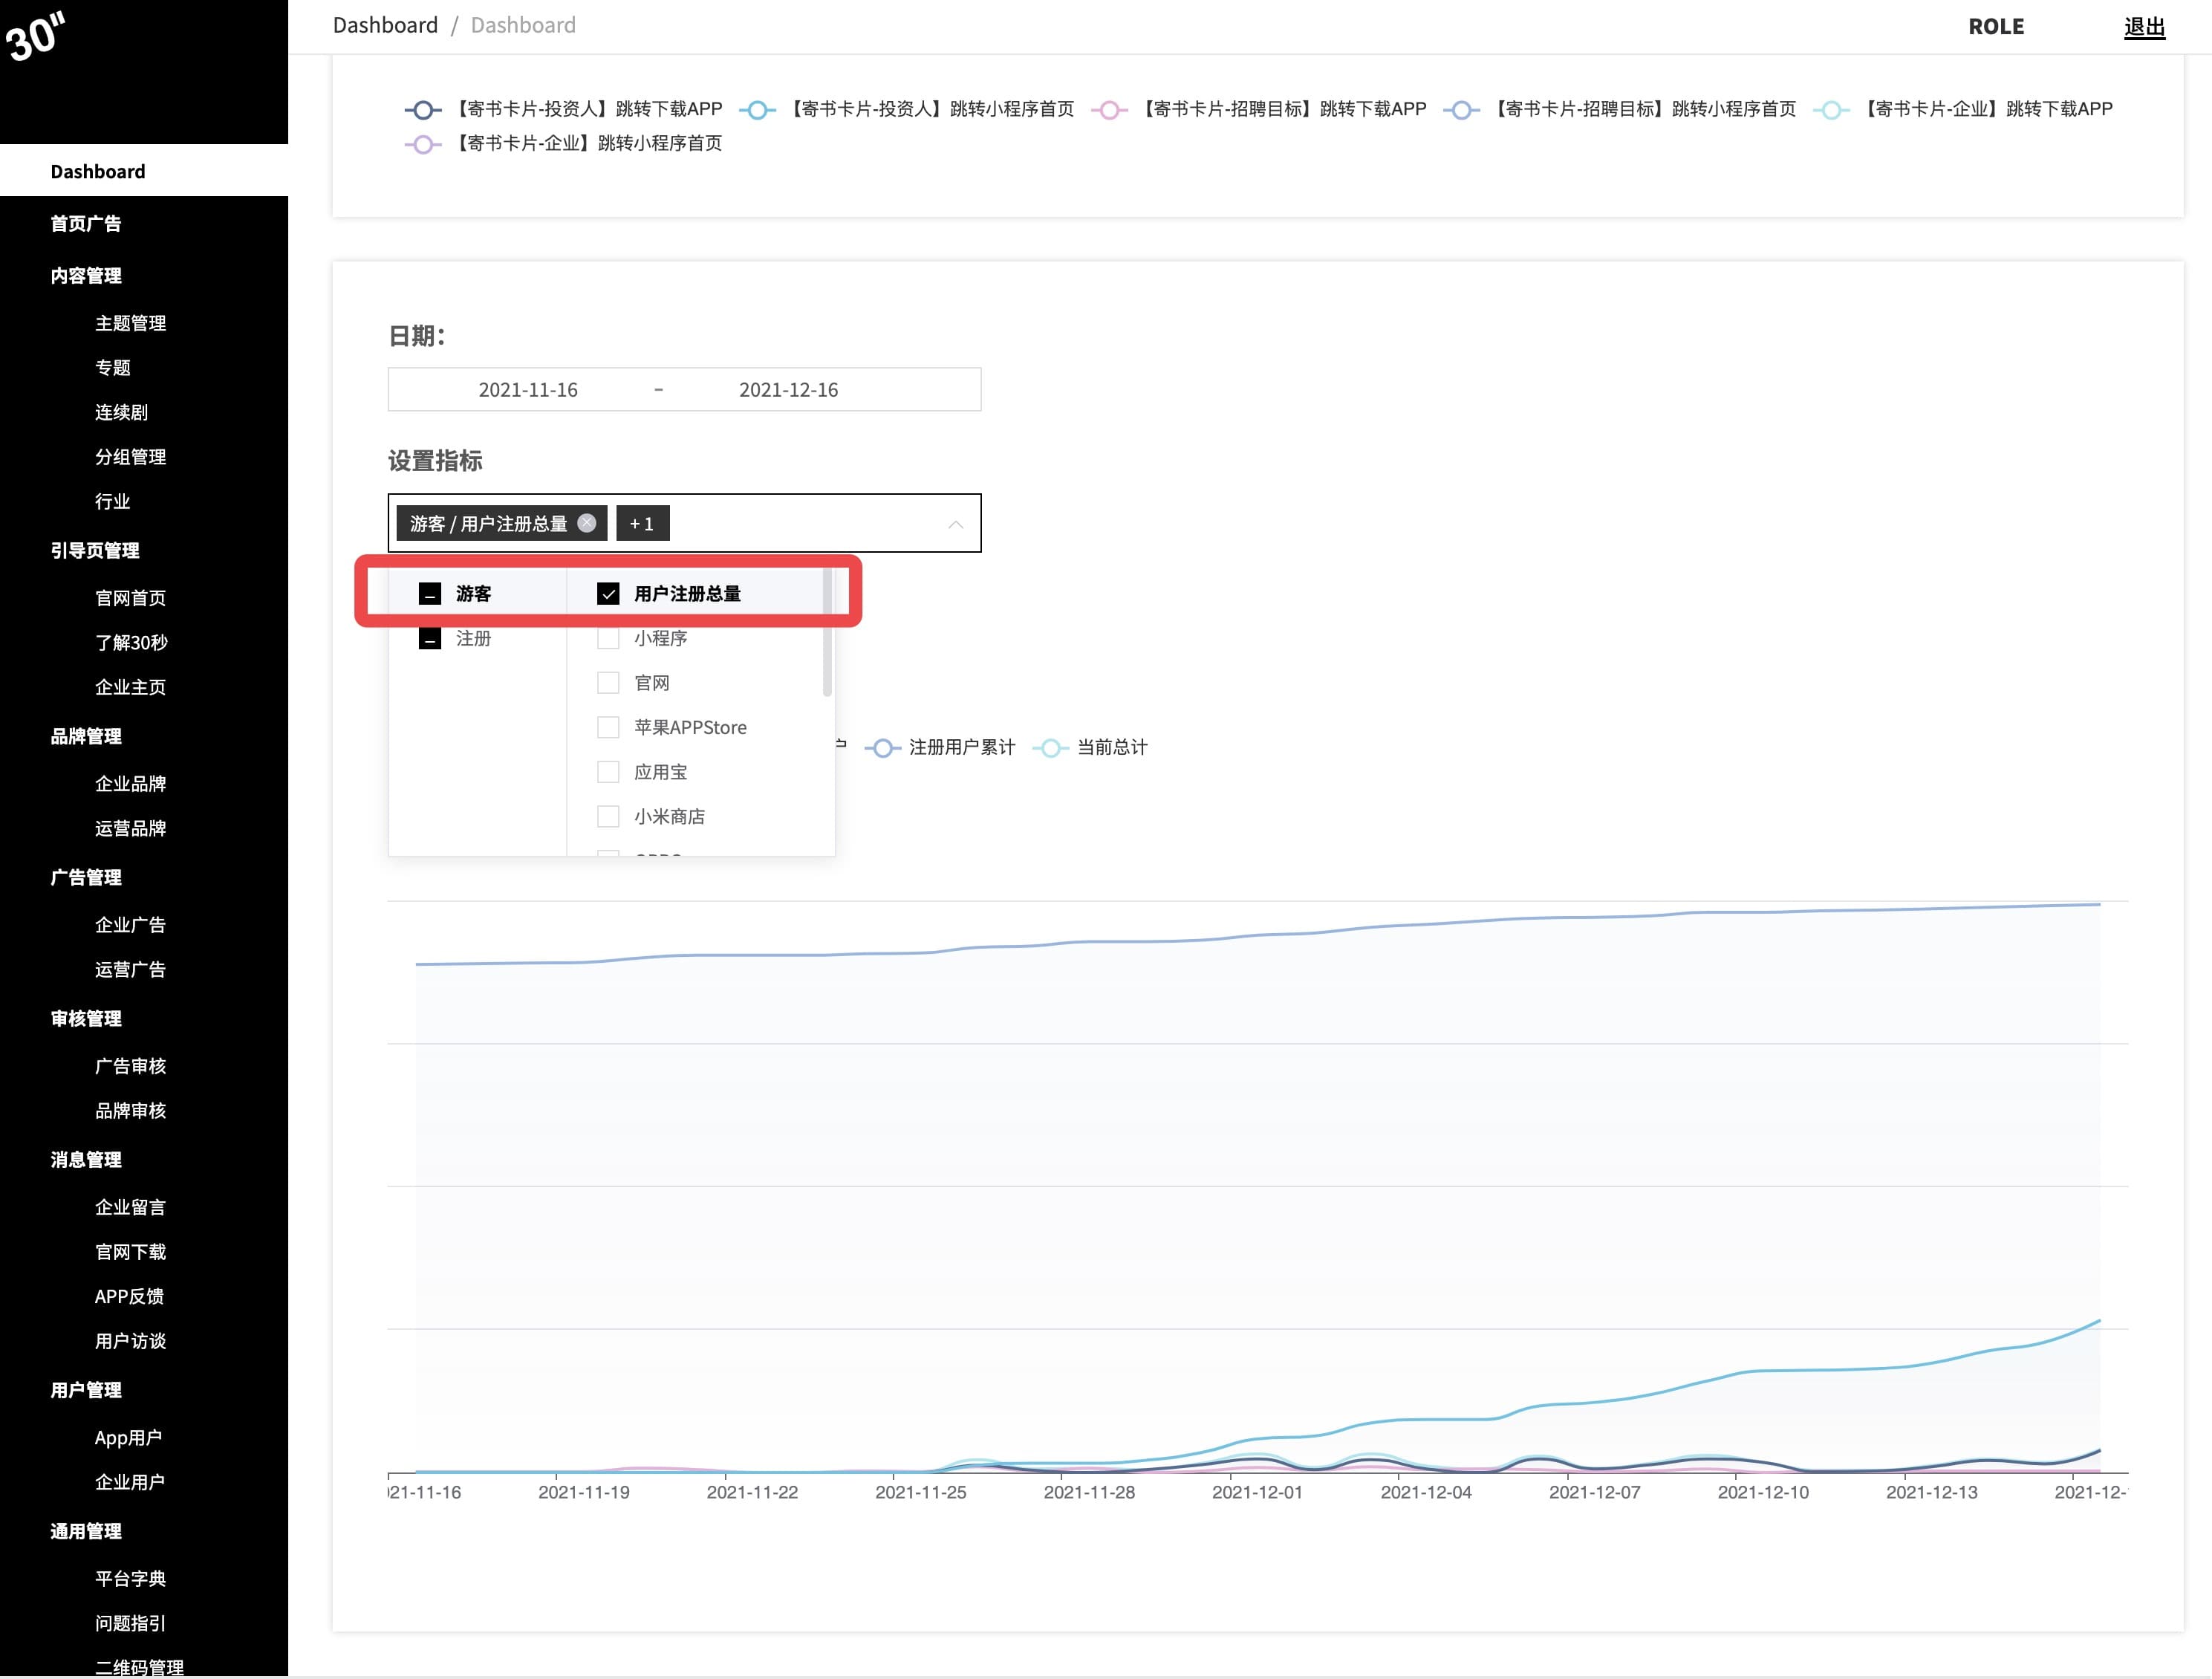 30"
Dashboard / Dashboard
ROLE
退出
Dashboard
首页广告
内容管理
主题管理
专题
连续剧
分组管理
行业
引导页管理
官网首页
了解30秒
企业主页
品牌管理
企业品牌
运营品牌
广告管理
企业广告
运营广告
审核管理
广告审核
品牌审核
消息管理
企业留言
官网下载
APP反馈
用户访谈
用户管理
App用户
企业用户
通用管理
平台字典
问题指引
二维码管理
【寄书卡片-投资人】跳转下载APP 【寄书卡片-投资人】跳转小程序首页 【寄书卡片-招聘目标】跳转下载APP 【寄书卡片-招聘目标】跳转小程序首页 【寄书卡片-企业】跳转下载APP
【寄书卡片-企业】跳转小程序首页
日期：
2021-11-16 - 2021-12-16
设置指标
游客 / 用户注册总量 + 1
游客 用户注册总量
注册 小程序
官网
苹果APPStore
应用宝
小米商店
注册用户累计 当前总计
21-11-16 2021-11-19 2021-11-22 2021-11-25 2021-11-28 2021-12-01 2021-12-04 2021-12-07 2021-12-10 2021-12-13 2021-12-